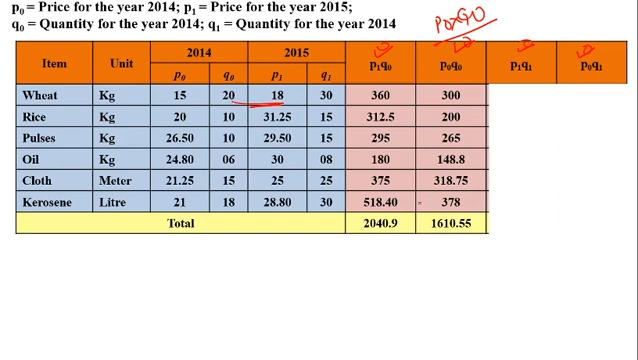 p₀ = Price for the year 2014; p₁ = Price for the year 2015;
q₀ = Quantity for the year 2014; q₁ = Quantity for the year 2014
P0×Q0
Item Unit 2014 2015 p₁q₀ p₀q₀ p₁q₁ p₀q₁
p₀ q₀ p₁ q₁
Wheat Kg 15 20 18 30 360 300
Rice Kg 20 10 31.25 15 312.5 200
Pulses Kg 26.50 10 29.50 15 295 265
Oil Kg 24.80 06 30 08 180 148.8
Cloth Meter 21.25 15 25 25 375 318.75
Kerosene Litre 21 18 28.80 30 518.40 378
Total 2040.9 1610.55